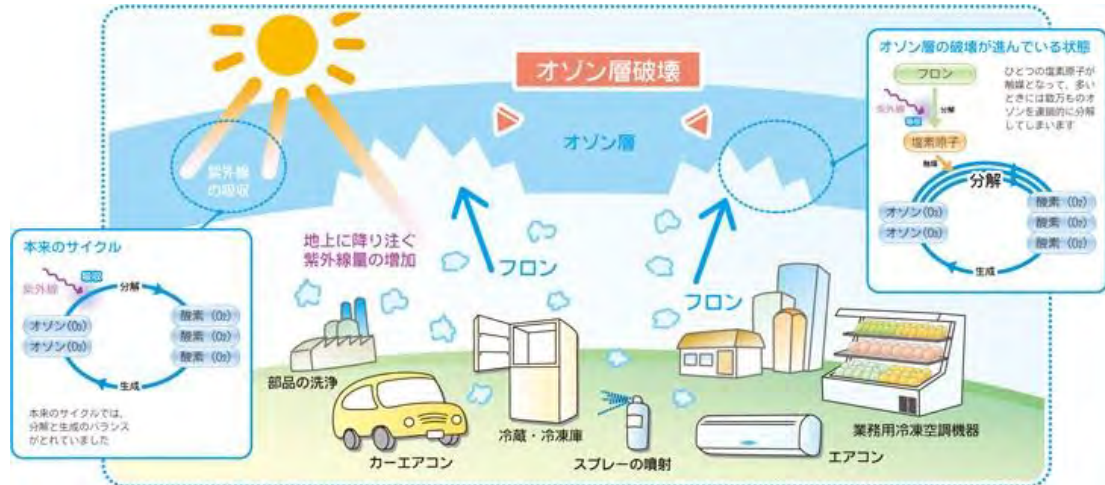 オゾン層破壊
オゾン層
紫外線
の吸収
地上に降り注ぐ
紫外線量の増加
フロン
フロン
部品の洗浄
カーエアコン
冷蔵・冷凍庫
スプレーの噴射
エアコン
業務用冷凍空調機器
本来のサイクル
紫外線
吸収
分解
オゾン(O₃)
オゾン(O₃)
酸素(O₂)
酸素(O₂)
酸素(O₂)
生成
本来のサイクルでは、
分解と生成のバランス
がとれていました
オゾン層の破壊が進んでいる状態
フロン
紫外線
吸収
分解
塩素原子
触媒
ひとつの塩素原子が
触媒となって、多い
ときには数万ものオ
ゾンを連鎖的に分解
してしまいます
分解
オゾン(O₃)
オゾン(O₃)
酸素(O₂)
酸素(O₂)
酸素(O₂)
生成